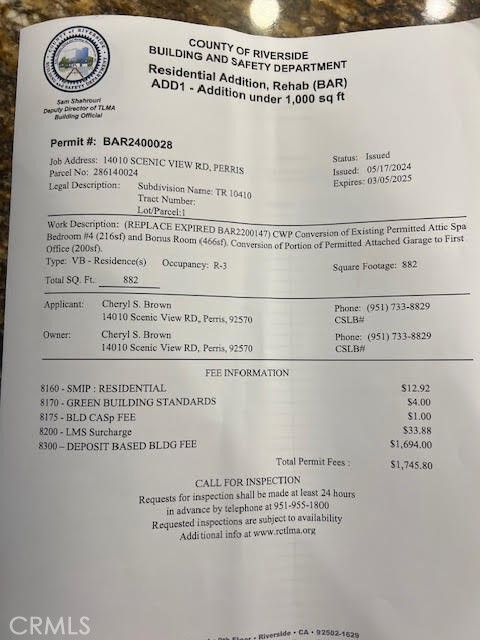 COUNTY OF RIVERSIDE
BUILDING AND SAFETY DEPARTMENT
Residential Addition, Rehab (BAR)
ADD1 - Addition under 1,000 sq ft
Sam Shahrouri
Deputy Director of TLMA
Building Official
Permit #: BAR2400028
Job Address: 14010 SCENIC VIEW RD, PERRIS
Parcel No: 286140024
Legal Description: Subdivision Name: TR 10410
Tract Number:
Lot/Parcel:1
Status: Issued
Issued: 05/17/2024
Expires: 03/05/2025
Work Description: (REPLACE EXPIRED BAR2200147) CWP Conversion of Existing Permitted Attic Spa
Bedroom #4 (216sf) and Bonus Room (466sf). Conversion of Portion of Permitted Attached Garage to First
Office (200sf).
Type: VB - Residence(s) Occupancy: R-3 Square Footage: 882
Total SQ. Ft. 882
Applicant: Cheryl S. Brown Phone: (951) 733-8829
14010 Scenic View RD, Perris, 92570 CSLB#
Owner: Cheryl S. Brown Phone: (951) 733-8829
14010 Scenic View RD, Perris, 92570 CSLB#
FEE INFORMATION
8160 - SMIP : RESIDENTIAL $12.92
8170 - GREEN BUILDING STANDARDS $4.00
8175 - BLD CASp FEE $1.00
8200 - LMS Surcharge $33.88
8300 – DEPOSIT BASED BLDG FEE $1,694.00
Total Permit Fees : $1,745.80
CALL FOR INSPECTION
Requests for inspection shall be made at least 24 hours
in advance by telephone at 951-955-1800
Requested inspections are subject to availability
Additional info at www.rctlma.org
9th Floor • Riverside • CA • 92502-1629
CRMLS